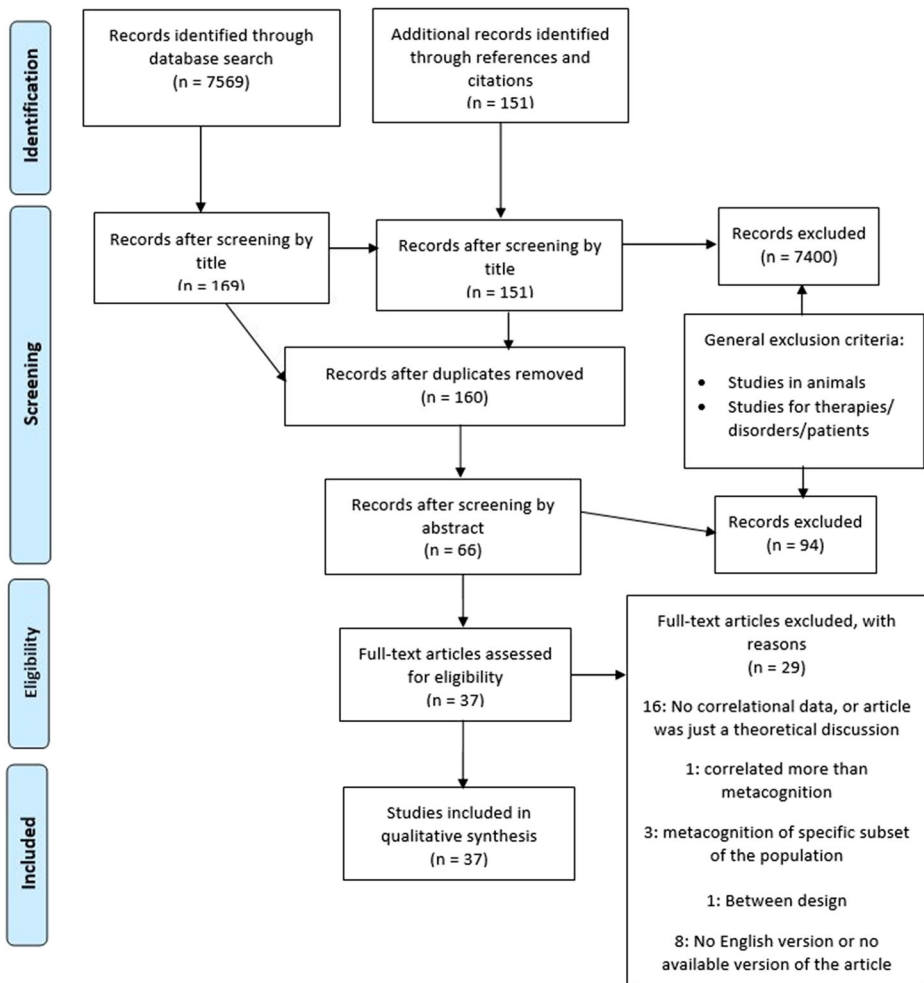 Identification
Records identified through
database search
(n = 7569)
Additional records identified
through references and
citations
(n = 151)
Screening
Records after screening by
title
(n = 169)
Records after screening by
title
(n = 151)
Records excluded
(n = 7400)
General exclusion criteria:
• Studies in animals
• Studies for therapies/
disorders/patients
Records after duplicates removed
(n = 160)
Records after screening by
abstract
(n = 66)
Records excluded
(n = 94)
Eligibility
Full-text articles assessed
for eligibility
(n = 37)
Full-text articles excluded, with
reasons
(n = 29)
16: No correlational data, or article
was just a theoretical discussion
1: correlated more than
metacognition
3: metacognition of specific subset
of the population
1: Between design
8: No English version or no
available version of the article
Included
Studies included in
qualitative synthesis
(n = 37)